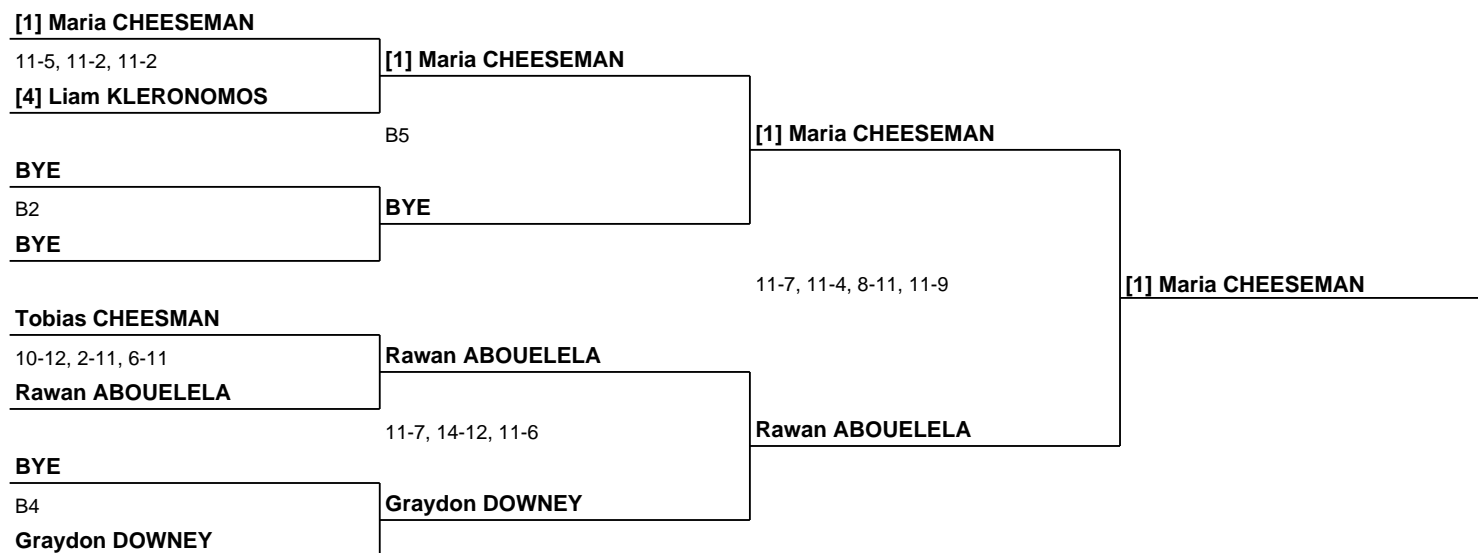 [1] Maria CHEESEMAN
11-5, 11-2, 11-2
[1] Maria CHEESEMAN
[4] Liam KLERONOMOS
B5
[1] Maria CHEESEMAN
BYE
B2
BYE
BYE
11-7, 11-4, 8-11, 11-9
[1] Maria CHEESEMAN
Tobias CHEESMAN
10-12, 2-11, 6-11
Rawan ABOUELELA
Rawan ABOUELELA
11-7, 14-12, 11-6
Rawan ABOUELELA
BYE
B4
Graydon DOWNEY
Graydon DOWNEY